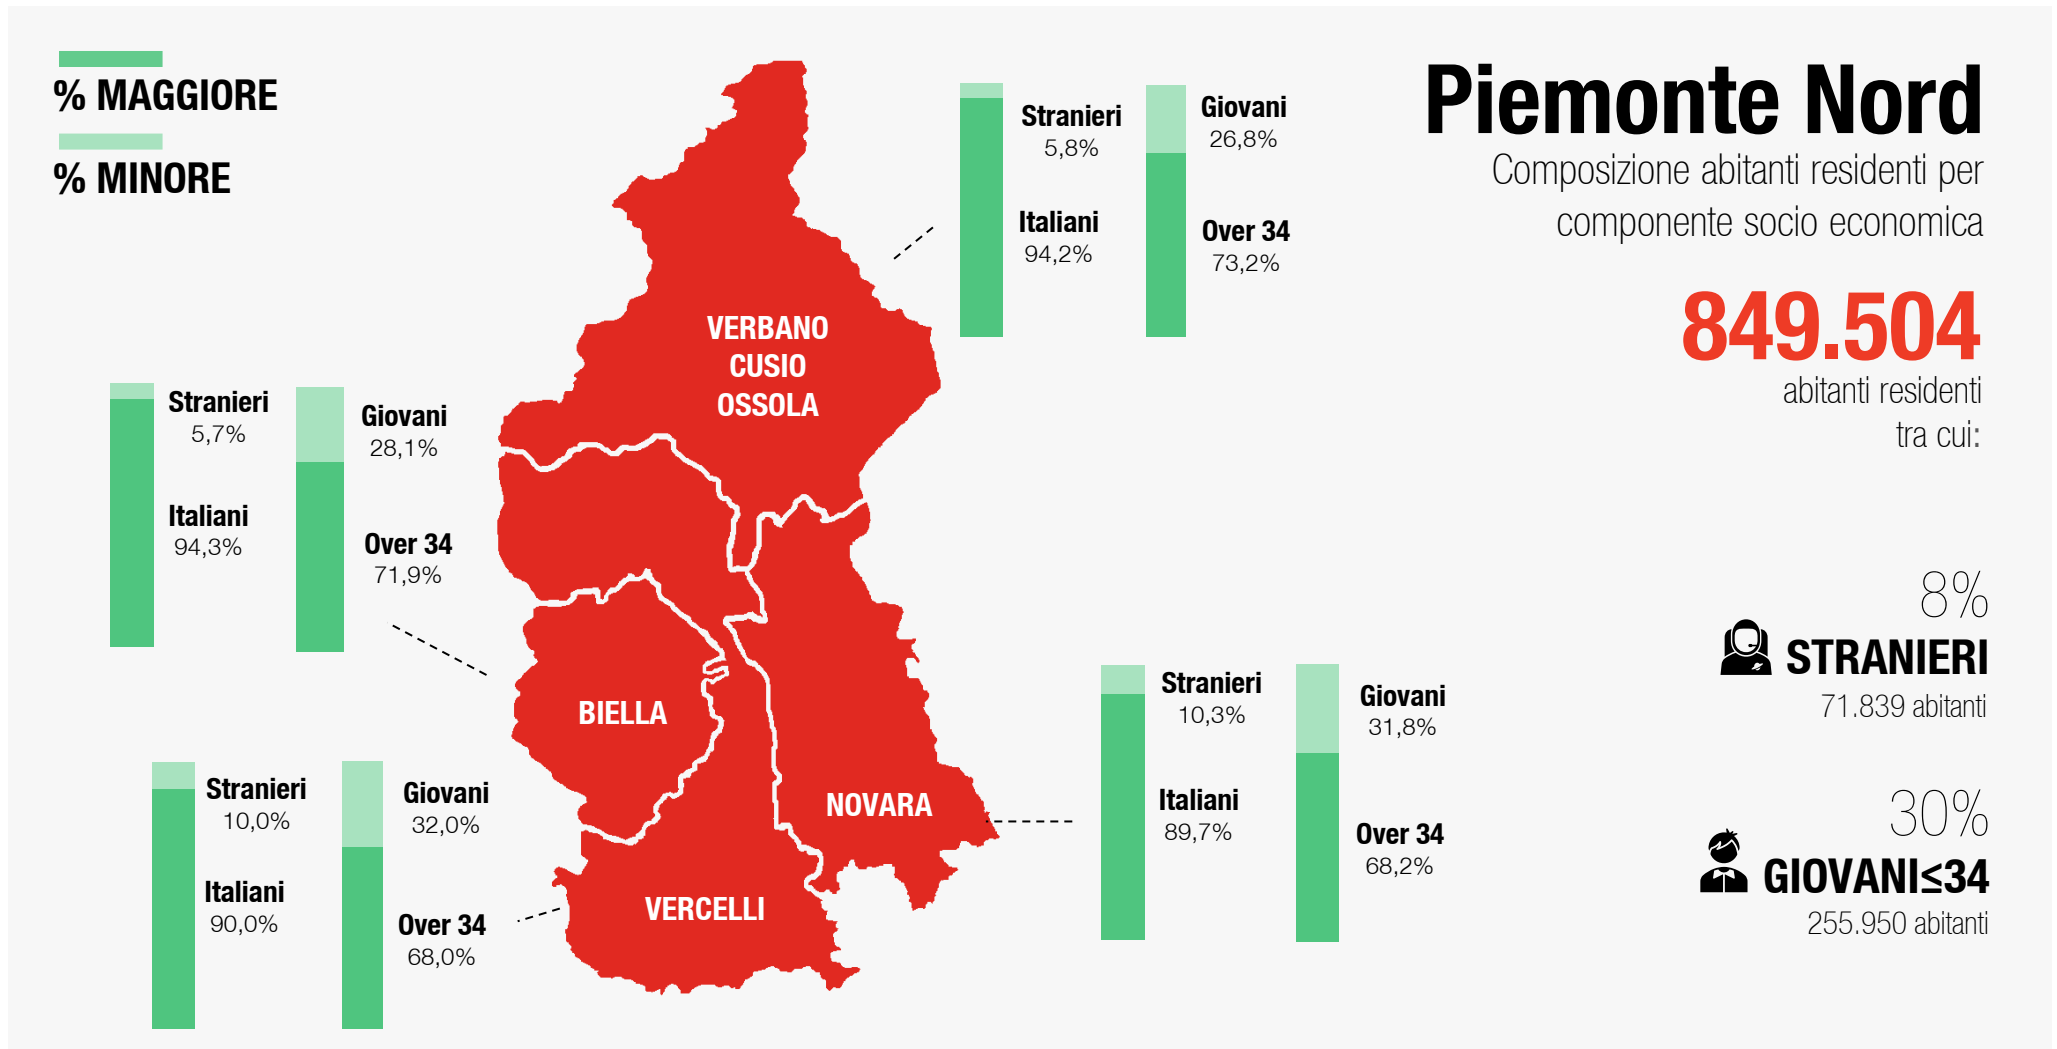 % MAGGIORE
% MINORE
Piemonte Nord
Composizione abitanti residenti per
componente socio economica
849.504
abitanti residenti
tra cui:
8%
STRANIERI
71.839 abitanti
30%
GIOVANI≤34
255.950 abitanti
Stranieri
5,8%
Italiani
94,2%
Giovani
26,8%
Over 34
73,2%
VERBANO
CUSIO
OSSOLA
Stranieri
5,7%
Italiani
94,3%
Giovani
28,1%
Over 34
71,9%
BIELLA
Stranieri
10,3%
Italiani
89,7%
Giovani
31,8%
Over 34
68,2%
NOVARA
Stranieri
10,0%
Italiani
90,0%
Giovani
32,0%
Over 34
68,0%
VERCELLI